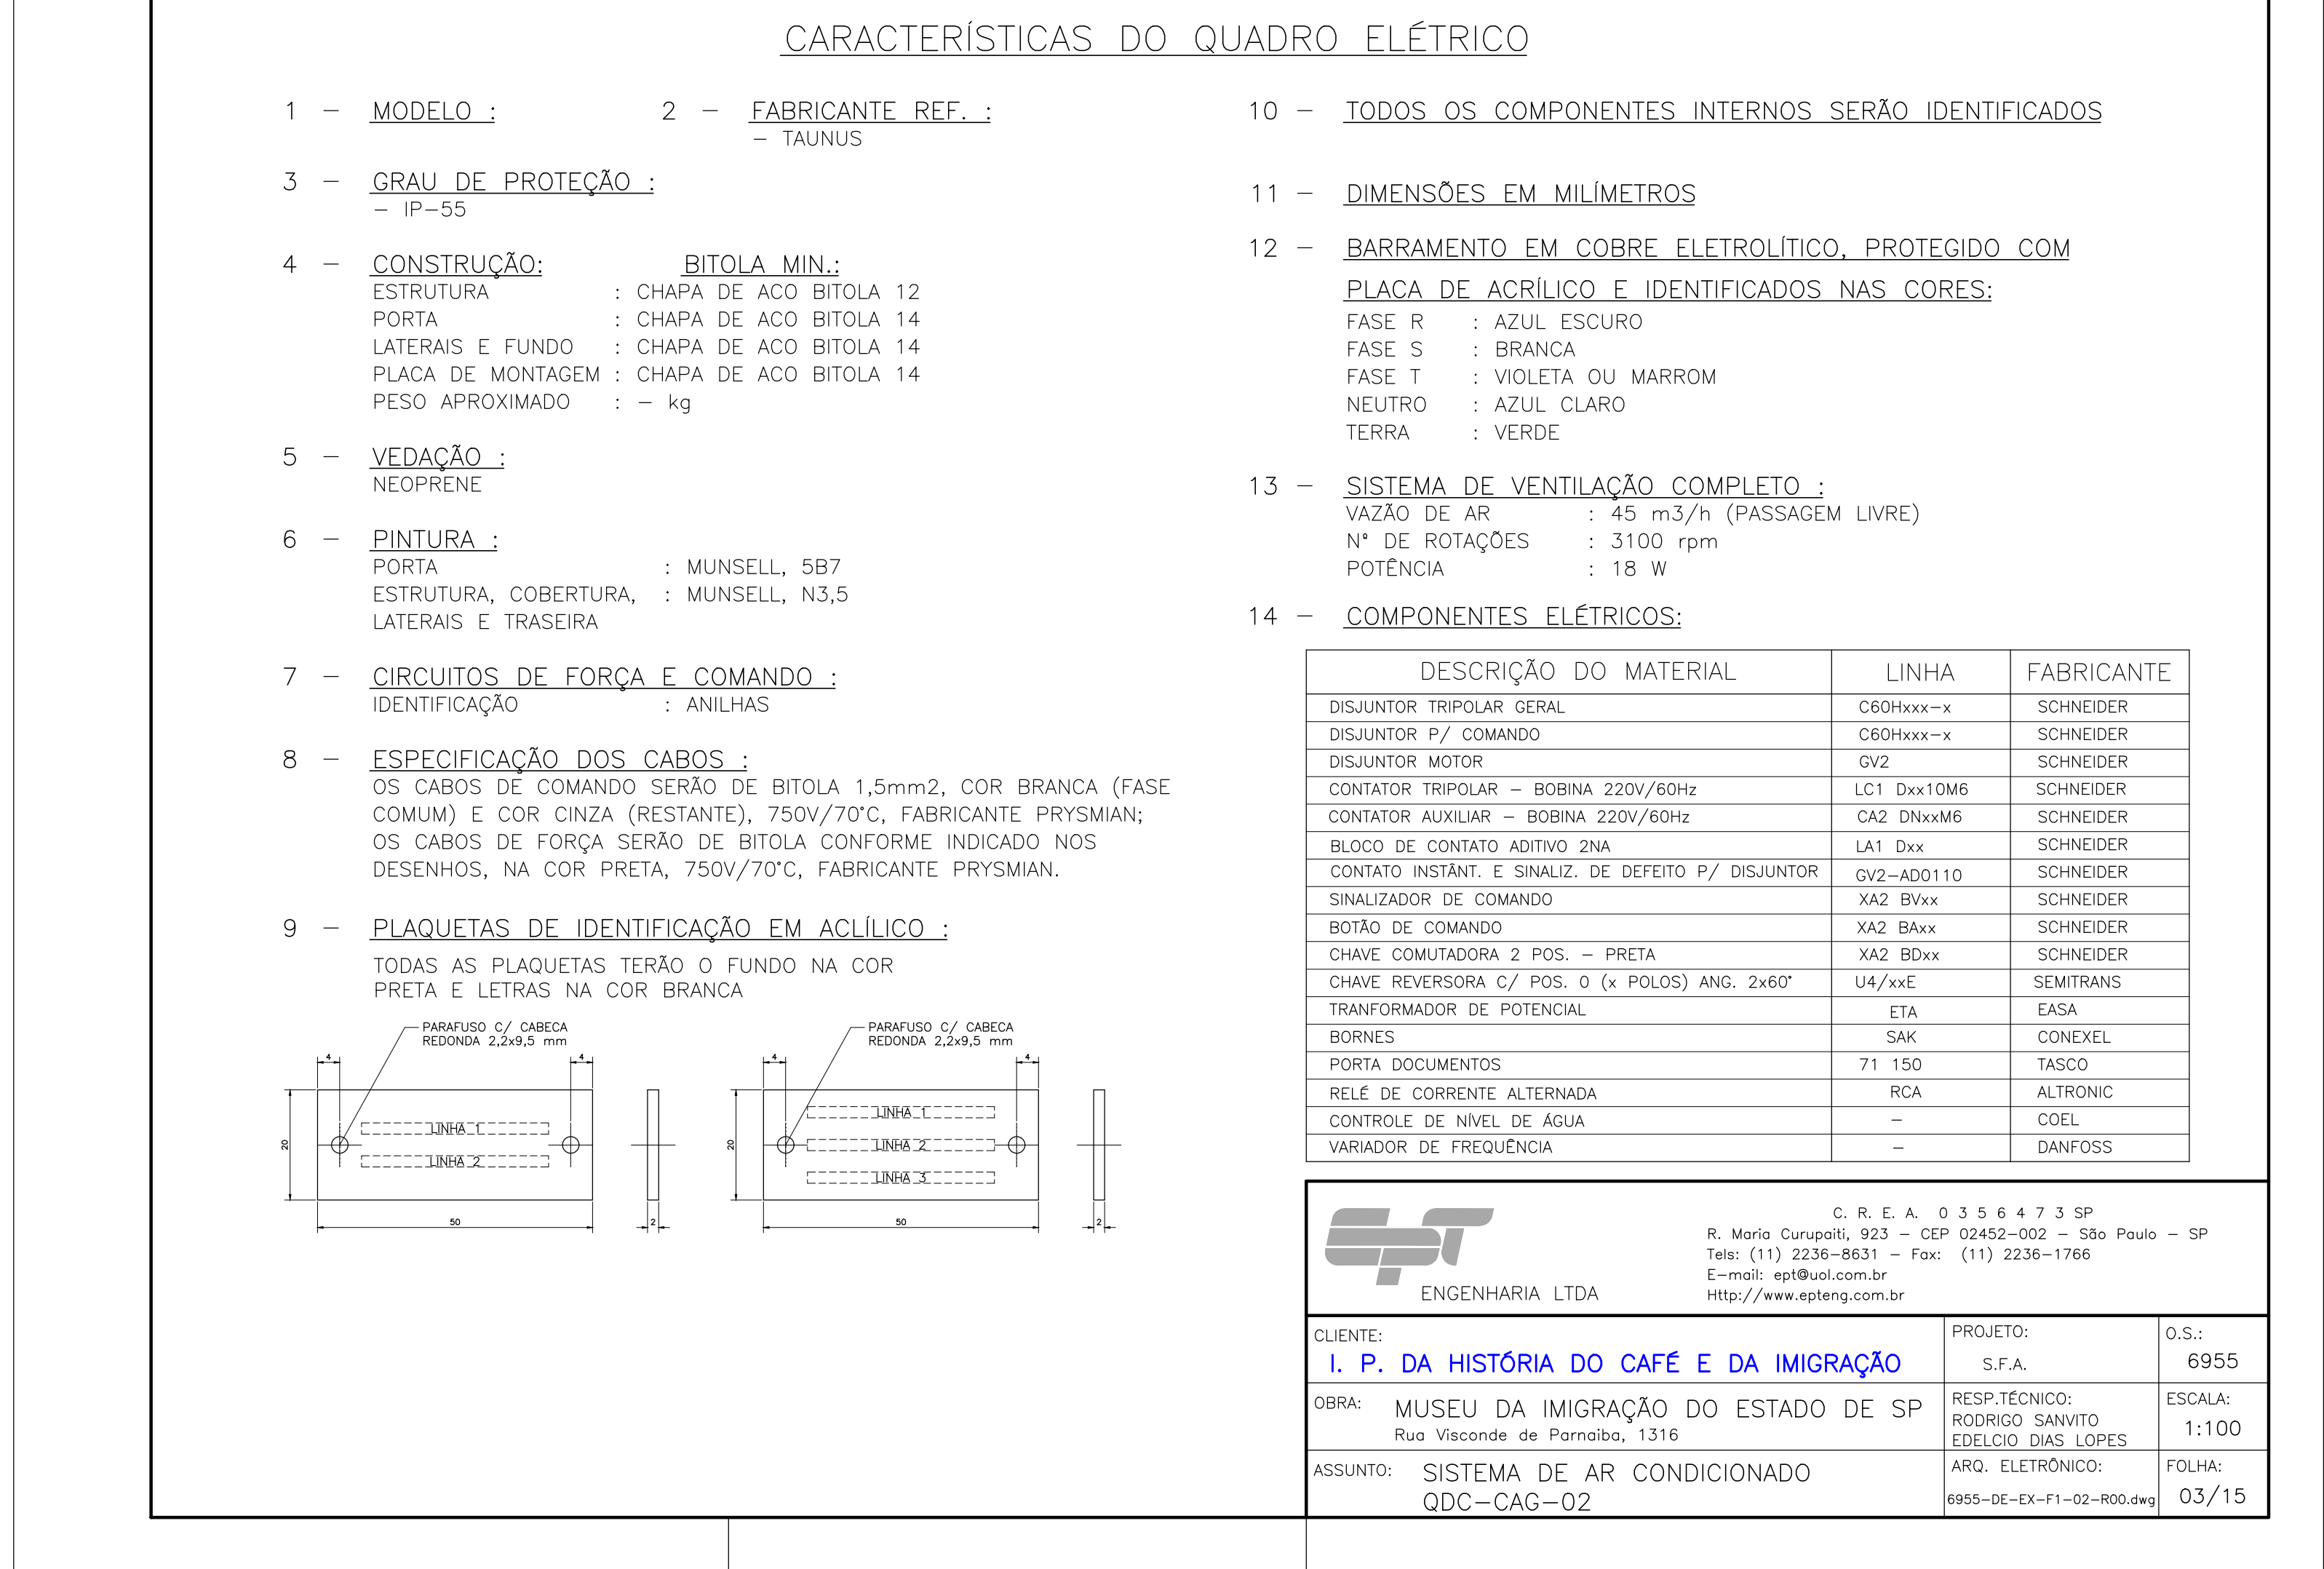 CARACTERÍSTICAS DO QUADRO ELÉTRICO
1 — MODELO :
2 — FABRICANTE REF. :
— TAUNUS
3 — GRAU DE PROTEÇÃO :
— IP—55
4 — CONSTRUÇÃO: BITOLA MIN.:
ESTRUTURA : CHAPA DE ACO BITOLA 12
PORTA : CHAPA DE ACO BITOLA 14
LATERAIS E FUNDO : CHAPA DE ACO BITOLA 14
PLACA DE MONTAGEM : CHAPA DE ACO BITOLA 14
PESO APROXIMADO : — kg
5 — VEDAÇÃO :
NEOPRENE
6 — PINTURA :
PORTA : MUNSELL, 5B7
ESTRUTURA, COBERTURA, : MUNSELL, N3,5
LATERAIS E TRASEIRA
7 — CIRCUITOS DE FORÇA E COMANDO :
IDENTIFICAÇÃO : ANILHAS
8 — ESPECIFICAÇÃO DOS CABOS :
OS CABOS DE COMANDO SERÃO DE BITOLA 1,5mm2, COR BRANCA (FASE
COMUM) E COR CINZA (RESTANTE), 750V/70°C, FABRICANTE PRYSMIAN;
OS CABOS DE FORÇA SERÃO DE BITOLA CONFORME INDICADO NOS
DESENHOS, NA COR PRETA, 750V/70°C, FABRICANTE PRYSMIAN.
9 — PLAQUETAS DE IDENTIFICAÇÃO EM ACLÍLICO :
TODAS AS PLAQUETAS TERÃO O FUNDO NA COR
PRETA E LETRAS NA COR BRANCA
PARAFUSO C/ CABECA
REDONDA 2,2x9,5 mm
4 4
20
LINHA 1
LINHA 2
50
2
PARAFUSO C/ CABECA
REDONDA 2,2x9,5 mm
4 4
20
LINHA 1
LINHA 2
LINHA 3
50
2
10 — TODOS OS COMPONENTES INTERNOS SERÃO IDENTIFICADOS
11 — DIMENSÕES EM MILÍMETROS
12 — BARRAMENTO EM COBRE ELETROLÍTICO, PROTEGIDO COM
PLACA DE ACRÍLICO E IDENTIFICADOS NAS CORES:
FASE R : AZUL ESCURO
FASE S : BRANCA
FASE T : VIOLETA OU MARROM
NEUTRO : AZUL CLARO
TERRA : VERDE
13 — SISTEMA DE VENTILAÇÃO COMPLETO :
VAZÃO DE AR : 45 m3/h (PASSAGEM LIVRE)
N° DE ROTAÇÕES : 3100 rpm
POTÊNCIA : 18 W
14 — COMPONENTES ELÉTRICOS:
DESCRIÇÃO DO MATERIAL LINHA FABRICANTE
DISJUNTOR TRIPOLAR GERAL C60Hxxx—x SCHNEIDER
DISJUNTOR P/ COMANDO C60Hxxx—x SCHNEIDER
DISJUNTOR MOTOR GV2 SCHNEIDER
CONTATOR TRIPOLAR — BOBINA 220V/60Hz LC1 Dxx10M6 SCHNEIDER
CONTATOR AUXILIAR — BOBINA 220V/60Hz CA2 DNxxM6 SCHNEIDER
BLOCO DE CONTATO ADITIVO 2NA LA1 Dxx SCHNEIDER
CONTATO INSTÂNT. E SINALIZ. DE DEFEITO P/ DISJUNTOR GV2—AD0110 SCHNEIDER
SINALIZADOR DE COMANDO XA2 BVxx SCHNEIDER
BOTÃO DE COMANDO XA2 BAxx SCHNEIDER
CHAVE COMUTADORA 2 POS. — PRETA XA2 BDxx SCHNEIDER
CHAVE REVERSORA C/ POS. 0 (x POLOS) ANG. 2x60° U4/xxE SEMITRANS
TRANFORMADOR DE POTENCIAL ETA EASA
BORNES SAK CONEXEL
PORTA DOCUMENTOS 71 150 TASCO
RELÉ DE CORRENTE ALTERNADA RCA ALTRONIC
CONTROLE DE NÍVEL DE ÁGUA — COEL
VARIADOR DE FREQUÊNCIA — DANFOSS
ept
ENGENHARIA LTDA
C. R. E. A. 0 3 5 6 4 7 3 SP
R. Maria Curupaiti, 923 — CEP 02452—002 — São Paulo — SP
Tels: (11) 2236—8631 — Fax: (11) 2236—1766
E—mail: ept@uol.com.br
Http://www.epteng.com.br
CLIENTE:
I. P. DA HISTÓRIA DO CAFÉ E DA IMIGRAÇÃO
PROJETO:
S.F.A.
O.S.:
6955
OBRA: MUSEU DA IMIGRAÇÃO DO ESTADO DE SP
Rua Visconde de Parnaiba, 1316
RESP.TÉCNICO:
RODRIGO SANVITO
EDELCIO DIAS LOPES
ESCALA:
1:100
ASSUNTO: SISTEMA DE AR CONDICIONADO
QDC—CAG—02
ARQ. ELETRÔNICO:
6955—DE—EX—F1—02—R00.dwg
FOLHA:
03/15